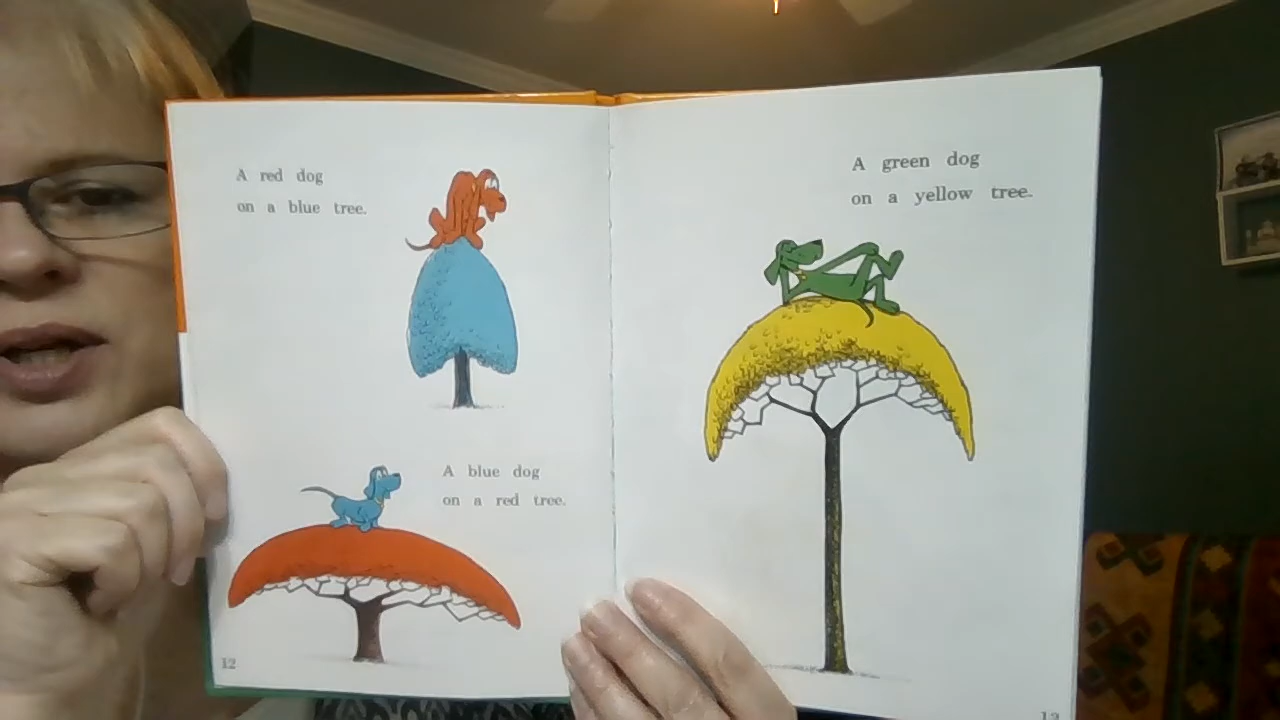 A red dog
on a blue tree.
A blue dog
on a red tree.
12
A green dog
on a yellow tree.
13